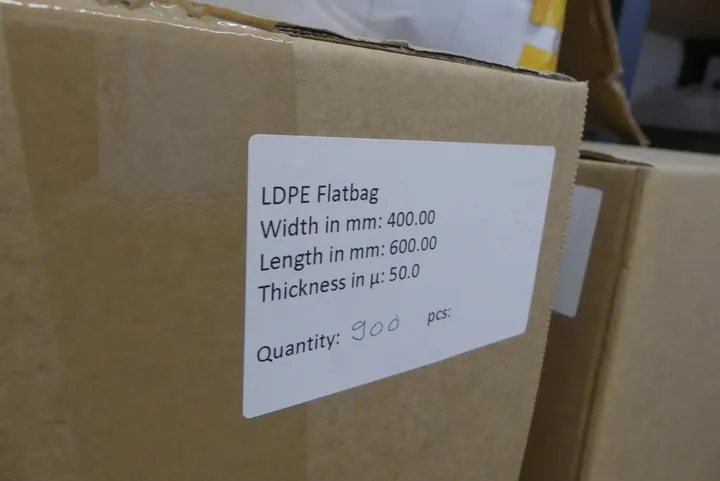 LDPE Flatbag
Width in mm: 400.00
Length in mm: 600.00
Thickness in µ: 50.0
Quantity: 900 pcs: